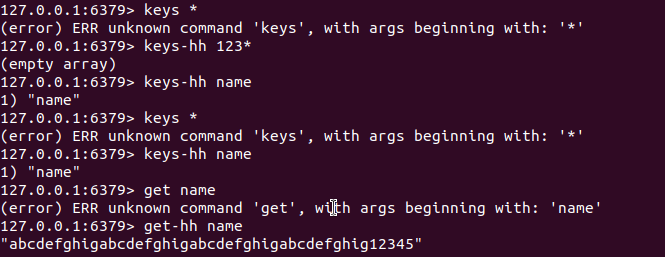 127.0.0.1:6379> keys *
(error) ERR unknown command 'keys', with args beginning with: '*'
127.0.0.1:6379> keys-hh 123*
(empty array)
127.0.0.1:6379> keys-hh name
1) "name"
127.0.0.1:6379> keys *
(error) ERR unknown command 'keys', with args beginning with: '*'
127.0.0.1:6379> keys-hh name
1) "name"
127.0.0.1:6379> get name
(error) ERR unknown command 'get', with args beginning with: 'name'
127.0.0.1:6379> get-hh name
"abcdefghigabcdefghigabcdefghigabcdefghig12345"